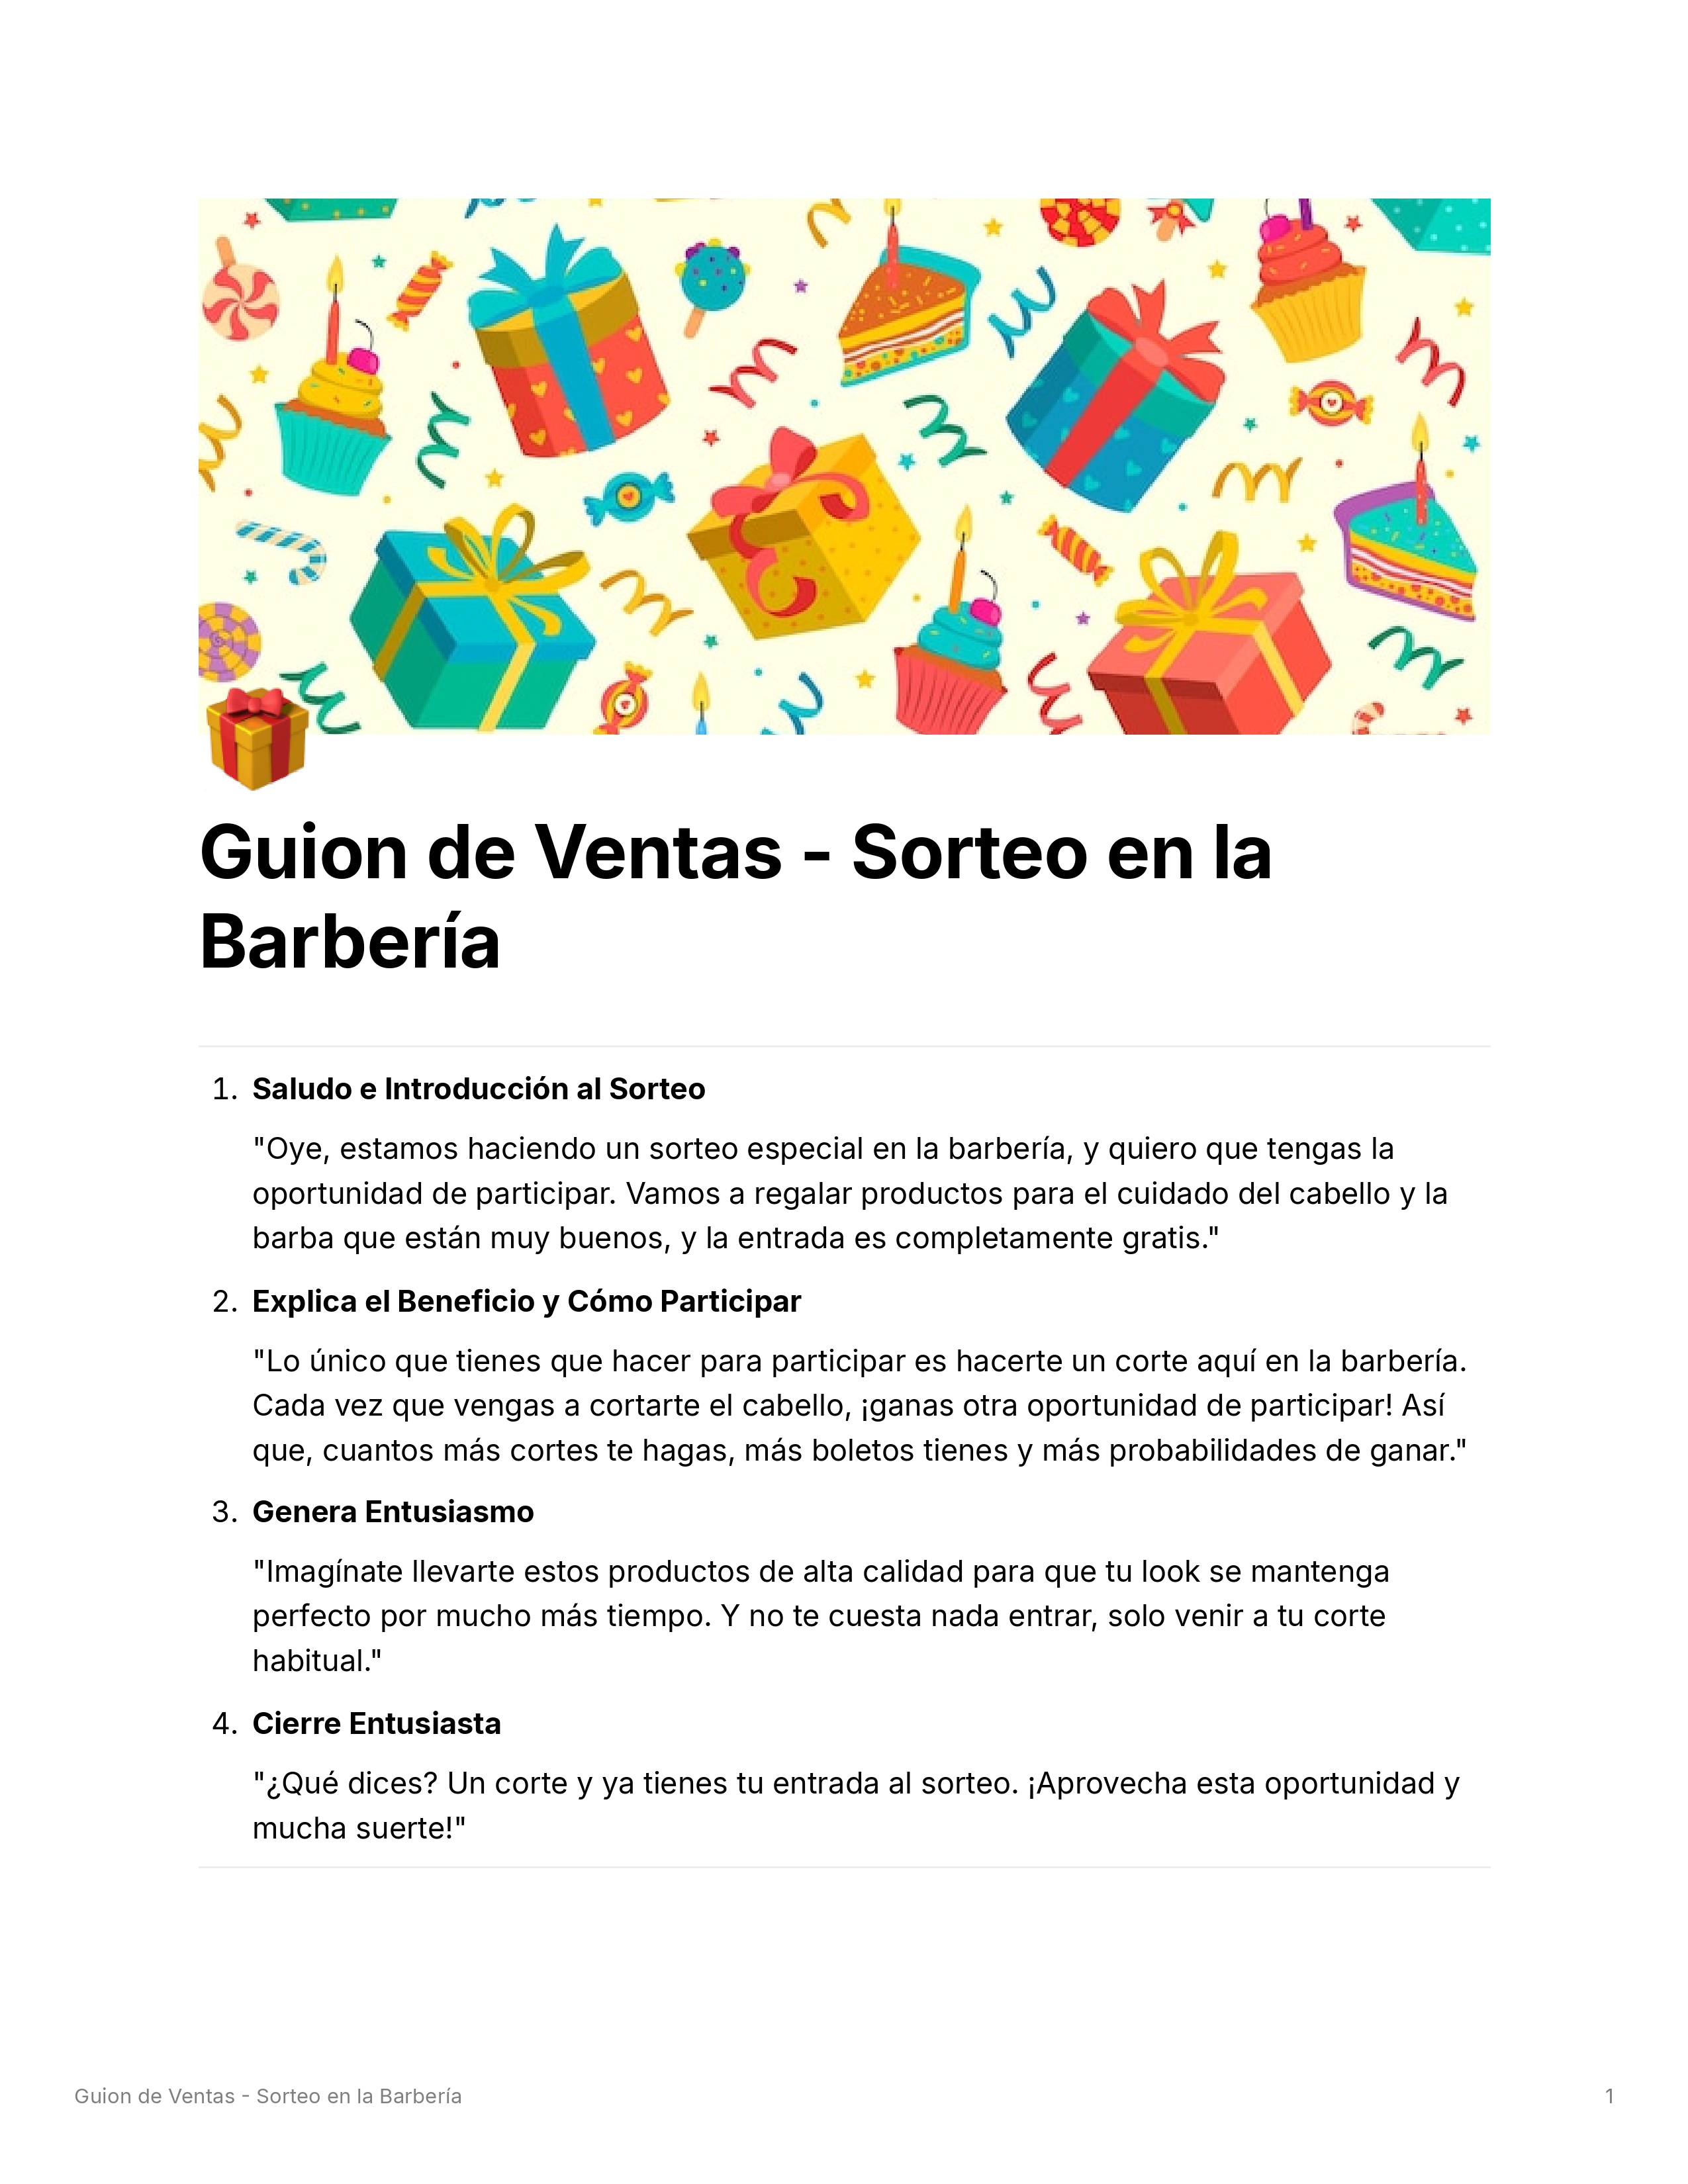 Guion de Ventas - Sorteo en la
Barbería
1. Saludo e Introducción al Sorteo
"Oye, estamos haciendo un sorteo especial en la barbería, y quiero que tengas la
oportunidad de participar. Vamos a regalar productos para el cuidado del cabello y la
barba que están muy buenos, y la entrada es completamente gratis."
2. Explica el Beneficio y Cómo Participar
"Lo único que tienes que hacer para participar es hacerte un corte aquí en la barbería.
Cada vez que vengas a cortarte el cabello, ¡ganas otra oportunidad de participar! Así
que, cuantos más cortes te hagas, más boletos tienes y más probabilidades de ganar."
3. Genera Entusiasmo
"Imagínate llevarte estos productos de alta calidad para que tu look se mantenga
perfecto por mucho más tiempo. Y no te cuesta nada entrar, solo venir a tu corte
habitual."
4. Cierre Entusiasta
"¿Qué dices? Un corte y ya tienes tu entrada al sorteo. ¡Aprovecha esta oportunidad y
mucha suerte!"
Guion de Ventas - Sorteo en la Barbería 1